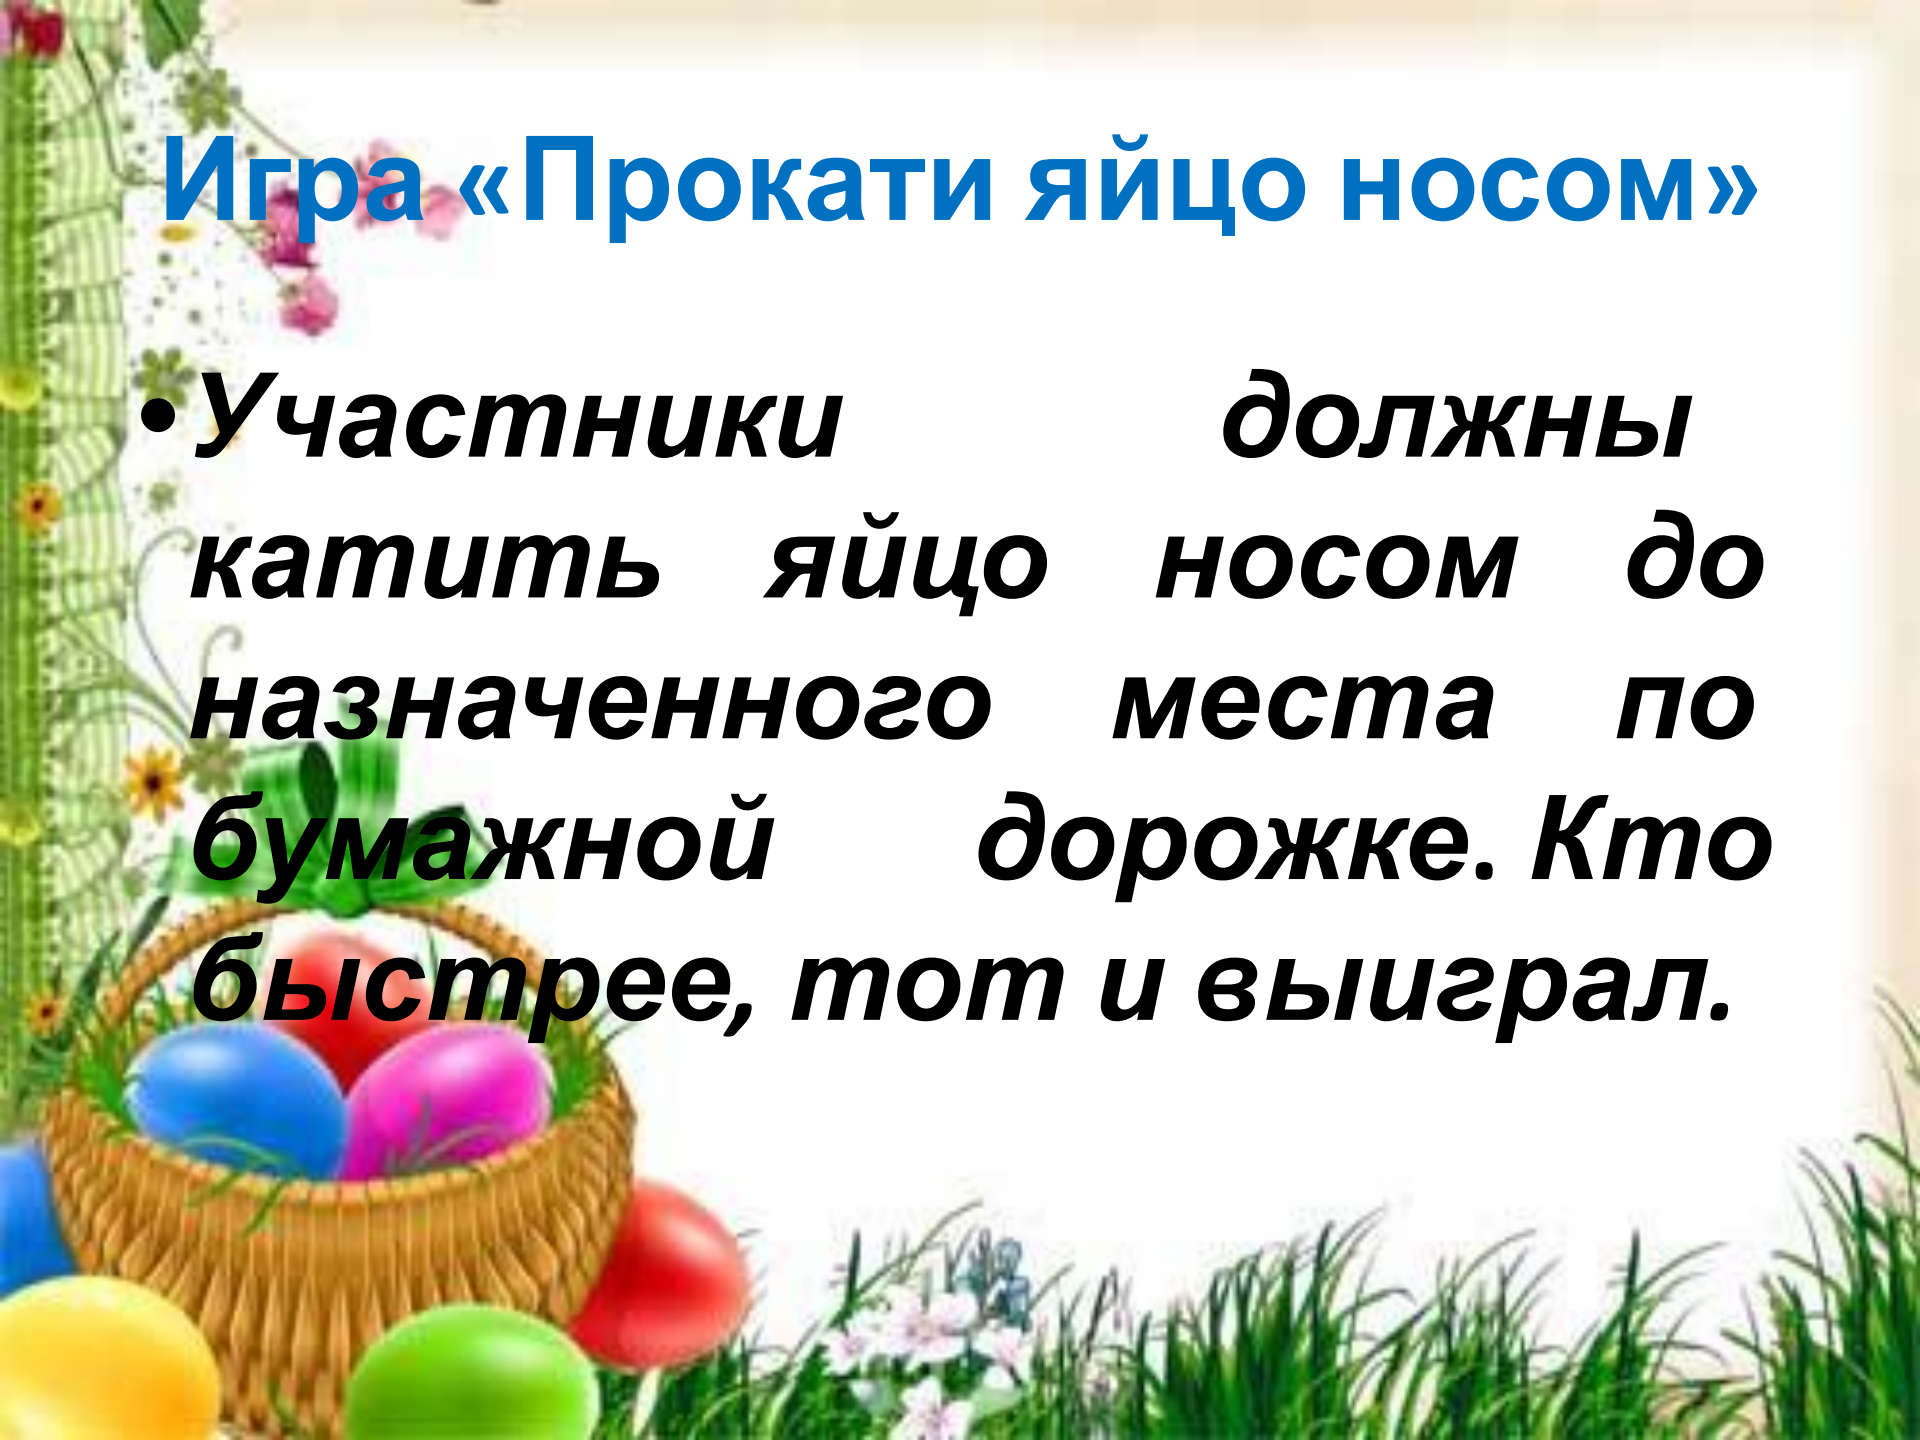 Игра «Прокати яйцо носом»
•Участники должны
катить яйцо носом до
назначенного места по
бумажной дорожке. Кто
быстрее, тот и выиграл.